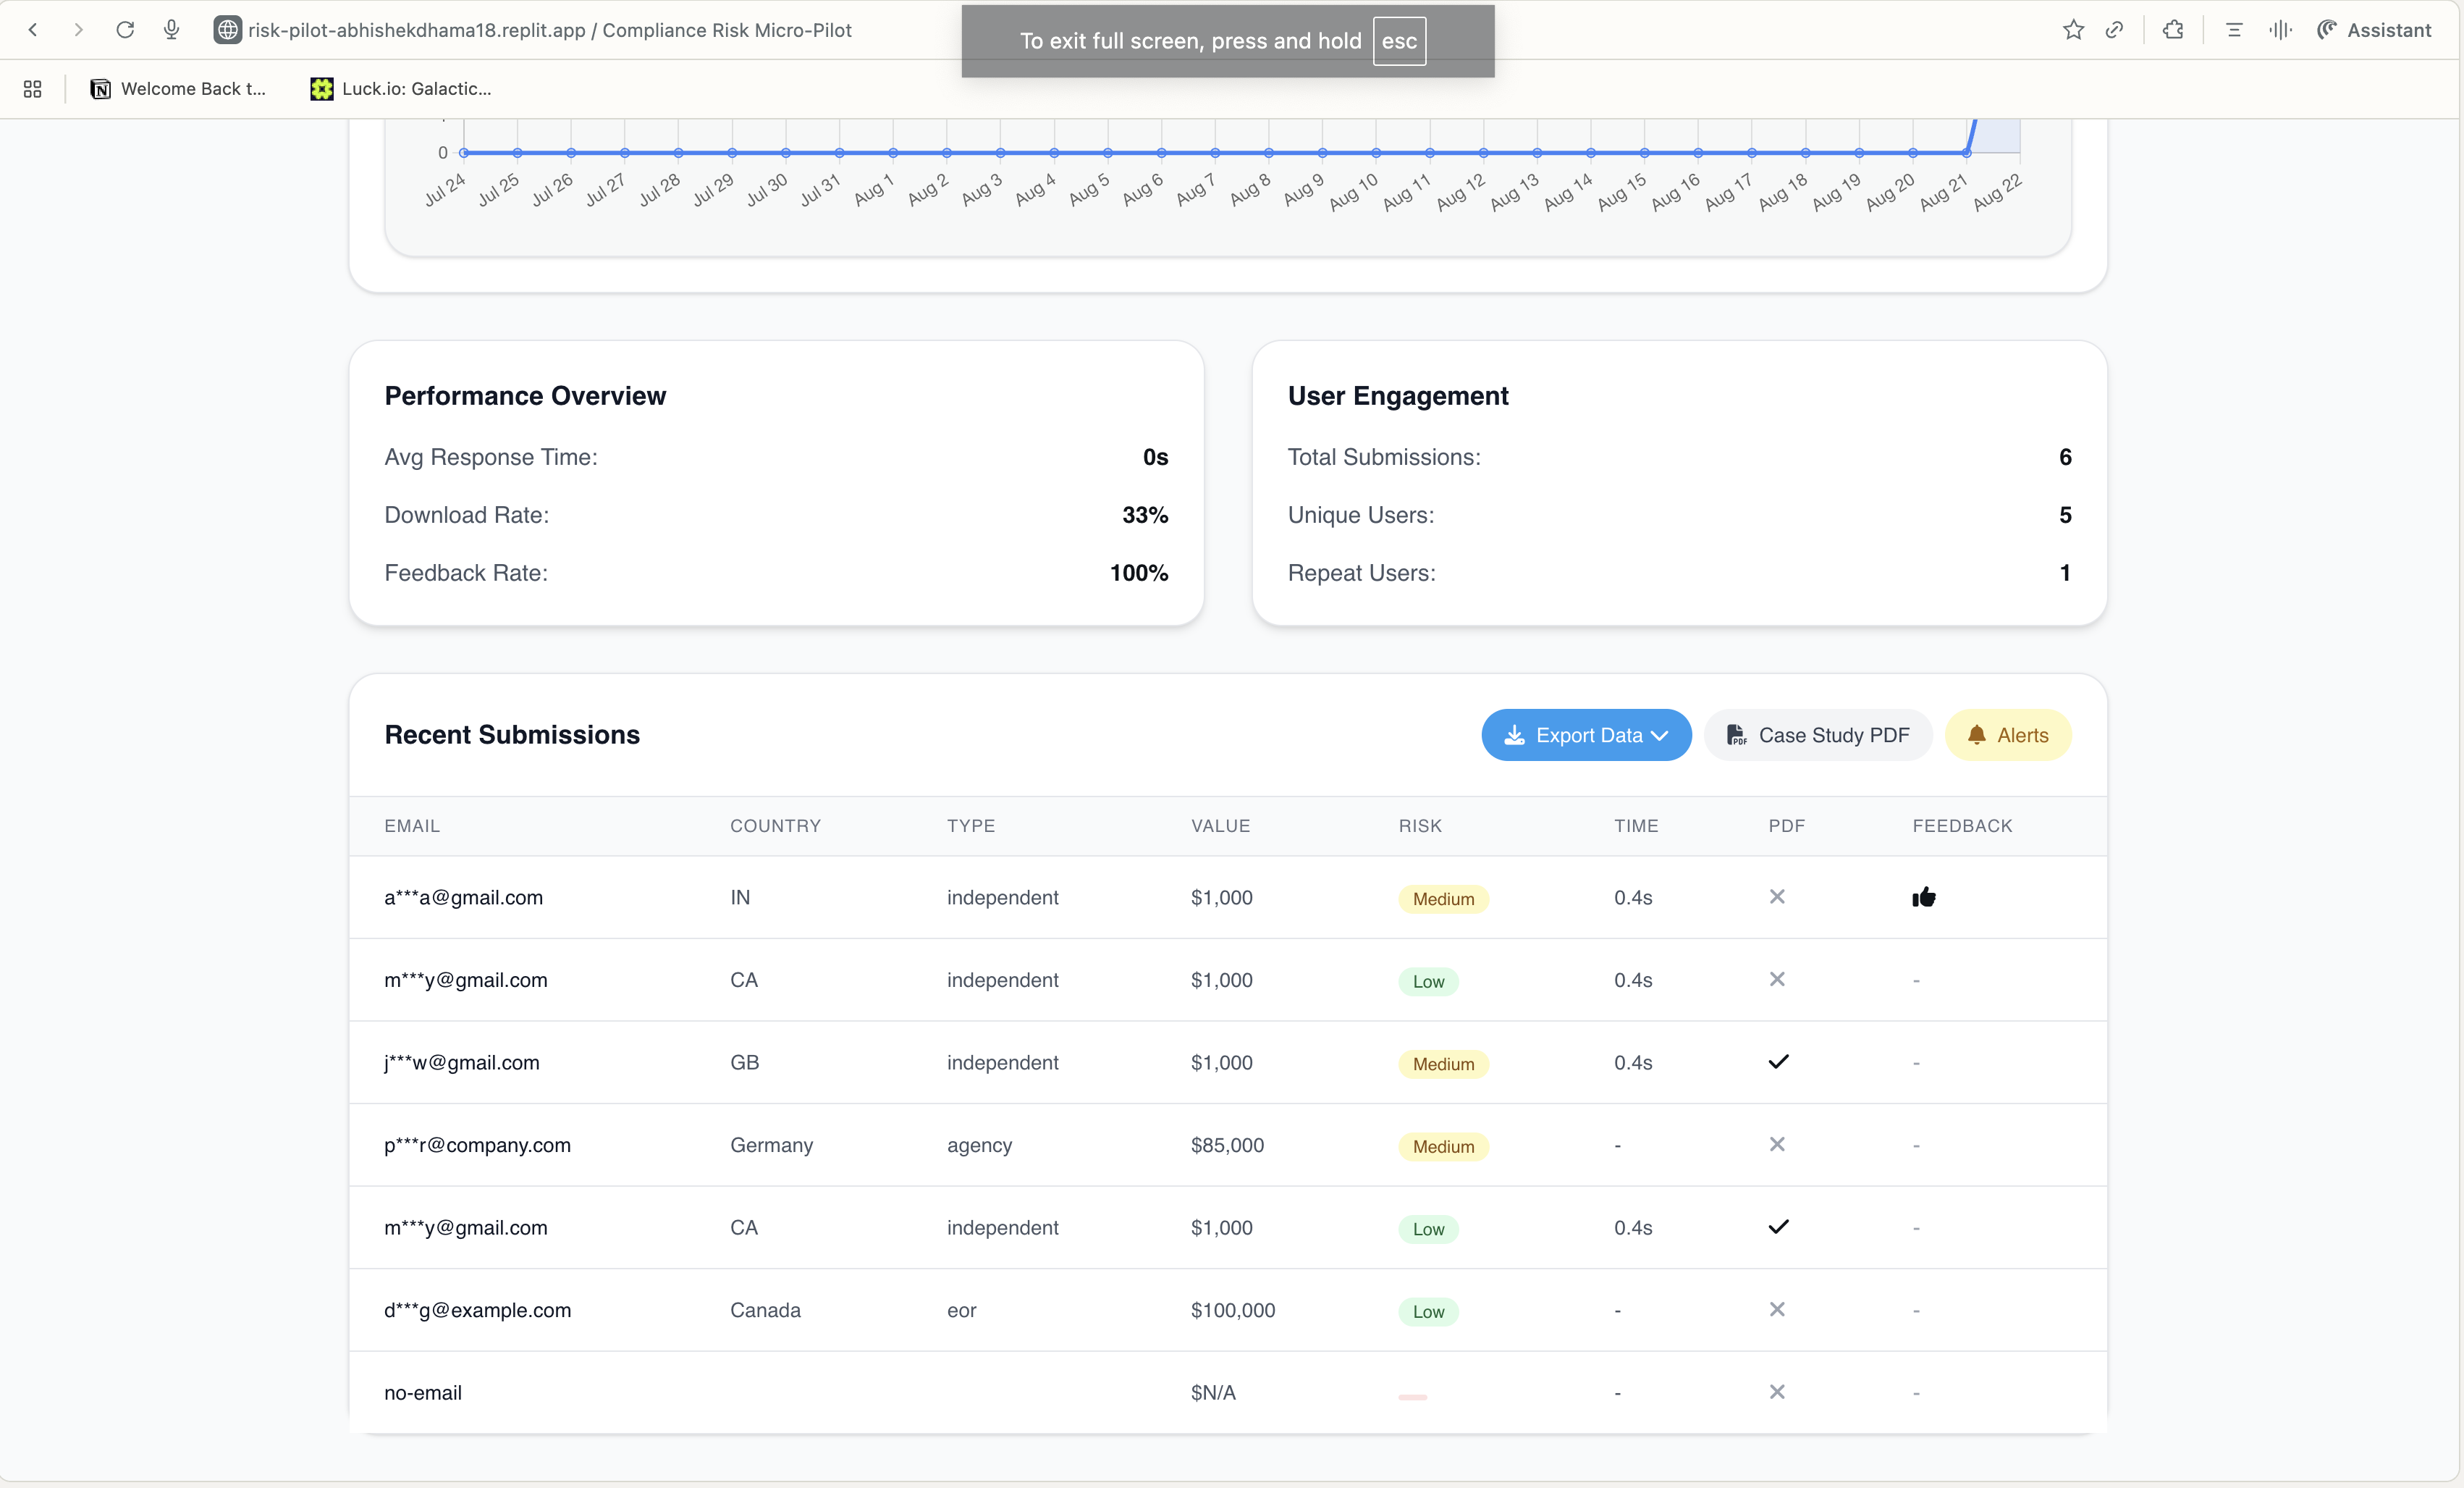 risk-pilot-abhishekdhama18.replit.app / Compliance Risk Micro-Pilot
To exit full screen, press and hold esc
Assistant
Welcome Back t...
Luck.io: Galactic...
0
Jul 24 Jul 25 Jul 26 Jul 27 Jul 28 Jul 29 Jul 30 Jul 31 Aug 1 Aug 2 Aug 3 Aug 4 Aug 5 Aug 6 Aug 7 Aug 8 Aug 9 Aug 10 Aug 11 Aug 12 Aug 13 Aug 14 Aug 15 Aug 16 Aug 17 Aug 18 Aug 19 Aug 20 Aug 21 Aug 22
Performance Overview
Avg Response Time: 0s
Download Rate: 33%
Feedback Rate: 100%
User Engagement
Total Submissions: 6
Unique Users: 5
Repeat Users: 1
Recent Submissions
Export Data
PDF Case Study PDF
Alerts
EMAIL COUNTRY TYPE VALUE RISK TIME PDF FEEDBACK
a***a@gmail.com IN independent $1,000 Medium 0.4s
m***y@gmail.com CA independent $1,000 Low 0.4s -
j***w@gmail.com GB independent $1,000 Medium 0.4s -
p***r@company.com Germany agency $85,000 Medium - -
m***y@gmail.com CA independent $1,000 Low 0.4s -
d***g@example.com Canada eor $100,000 Low - -
no-email $N/A - -